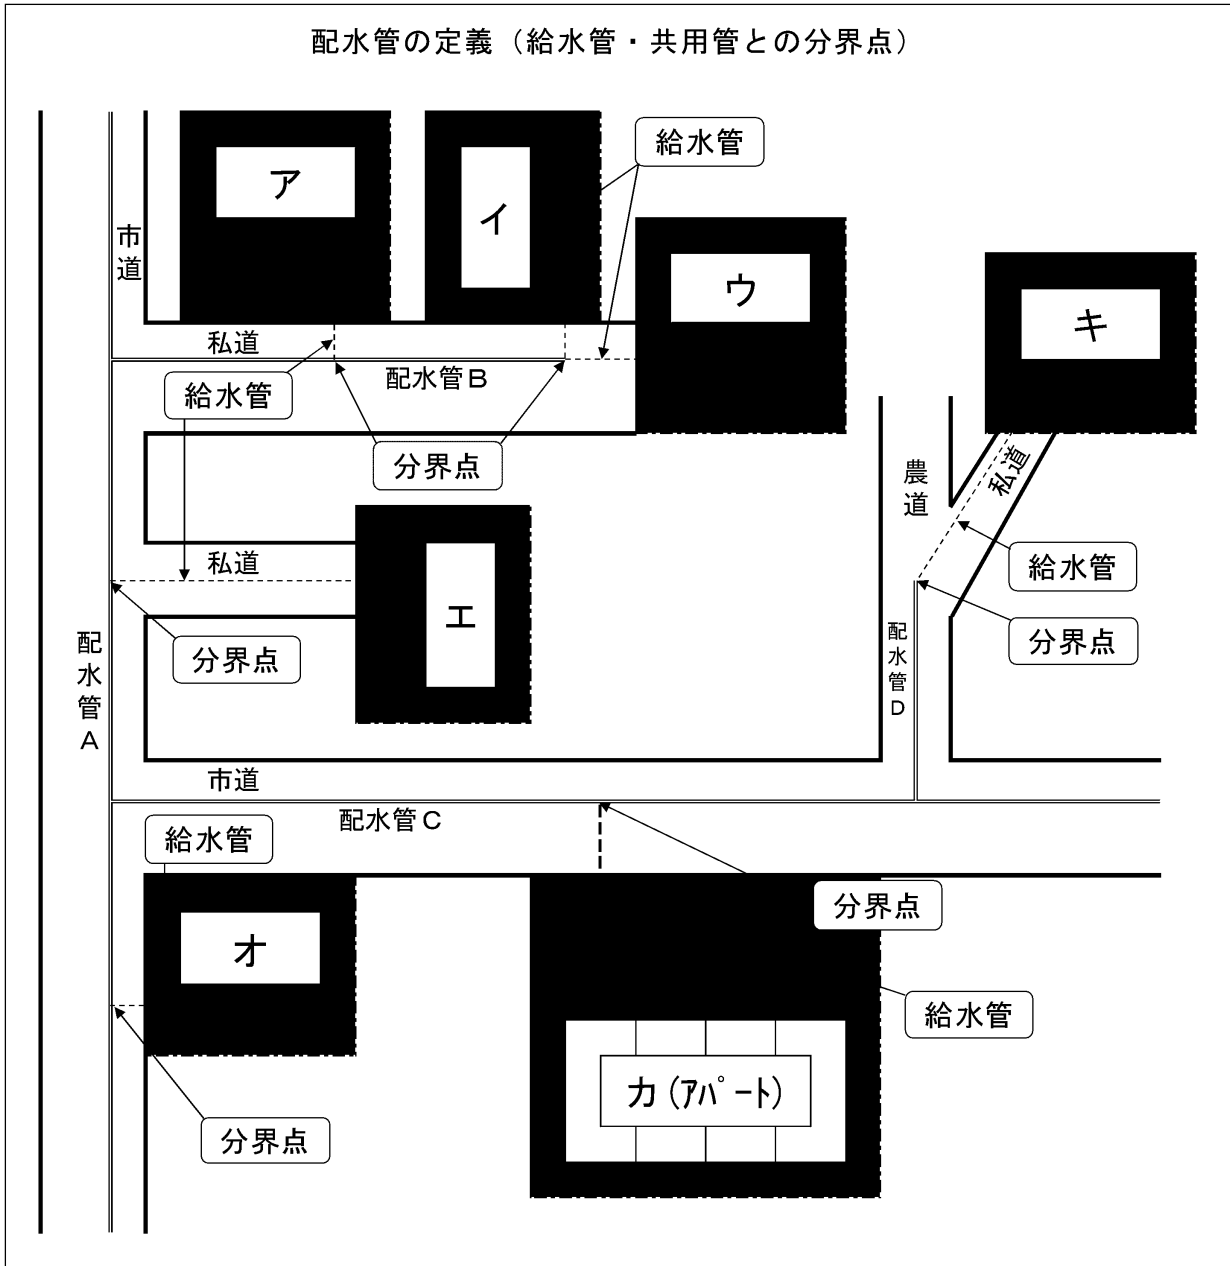 配水管の定義（給水管・共用管との分界点）
給水管
ア
イ
市道
ウ
キ
私道
配水管Ｂ
給水管
分界点
農道
私道
私道
給水管
エ
分界点
分界点
配水管Ａ
配水管Ｄ
市道
配水管Ｃ
給水管
分界点
オ
給水管
カ(ｱﾊﾟｰﾄ)
分界点